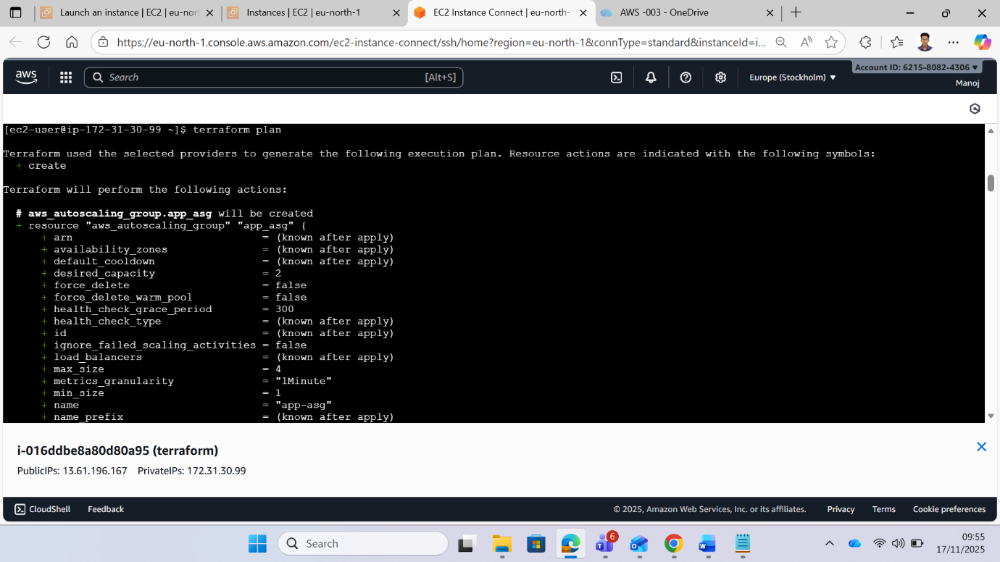 Launch an instance | EC2 | eu-nort
Instances | EC2 | eu-north-1
EC2 Instance Connect | eu-north-
AWS -003 - OneDrive
https://eu-north-1.console.aws.amazon.com/ec2-instance-connect/ssh/home?region=eu-north-1&connType=standard&instanceId=i...
aws
Search
[Alt+S]
Europe (Stockholm)
Account ID: 6215-8082-4306
Manoj
[ec2-user@ip-172-31-30-99 ~]$ terraform plan
Terraform used the selected providers to generate the following execution plan. Resource actions are indicated with the following symbols:
+ create
Terraform will perform the following actions:
# aws_autoscaling_group.app_asg will be created
+ resource "aws_autoscaling_group" "app_asg" {
+ arn = (known after apply)
+ availability_zones = (known after apply)
+ default_cooldown = (known after apply)
+ desired_capacity = 2
+ force_delete = false
+ force_delete_warm_pool = false
+ health_check_grace_period = 300
+ health_check_type = (known after apply)
+ id = (known after apply)
+ ignore_failed_scaling_activities = false
+ load_balancers = (known after apply)
+ max_size = 4
+ metrics_granularity = "1Minute"
+ min_size = 1
+ name = "app-asg"
+ name_prefix = (known after apply)
i-016ddbe8a80d80a95 (terraform)
PublicIPs: 13.61.196.167 PrivateIPs: 172.31.30.99
CloudShell
Feedback
© 2025, Amazon Web Services, Inc. or its affiliates.
Privacy
Terms
Cookie preferences
Search
6
09:55
17/11/2025